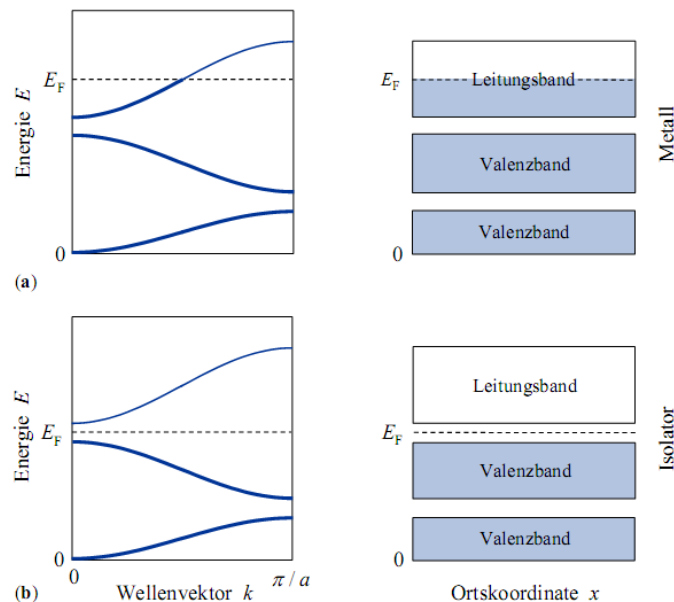 (a)
Energie E
E_F
0
E_F
Leitungsband
Valenzband
Valenzband
0
Metall
(b)
Energie E
E_F
0
0
Wellenvektor k
π / a
E_F
Leitungsband
Valenzband
Valenzband
0
Ortskoordinate x
Isolator